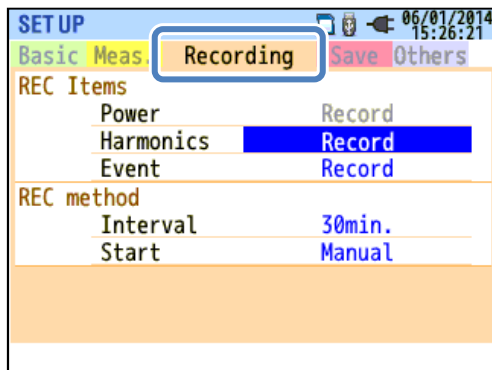 SET UP 06/01/2014
15:26:21
Basic Meas. Recording Save Others
REC Items
Power Record
Harmonics Record
Event Record
REC method
Interval 30min.
Start Manual